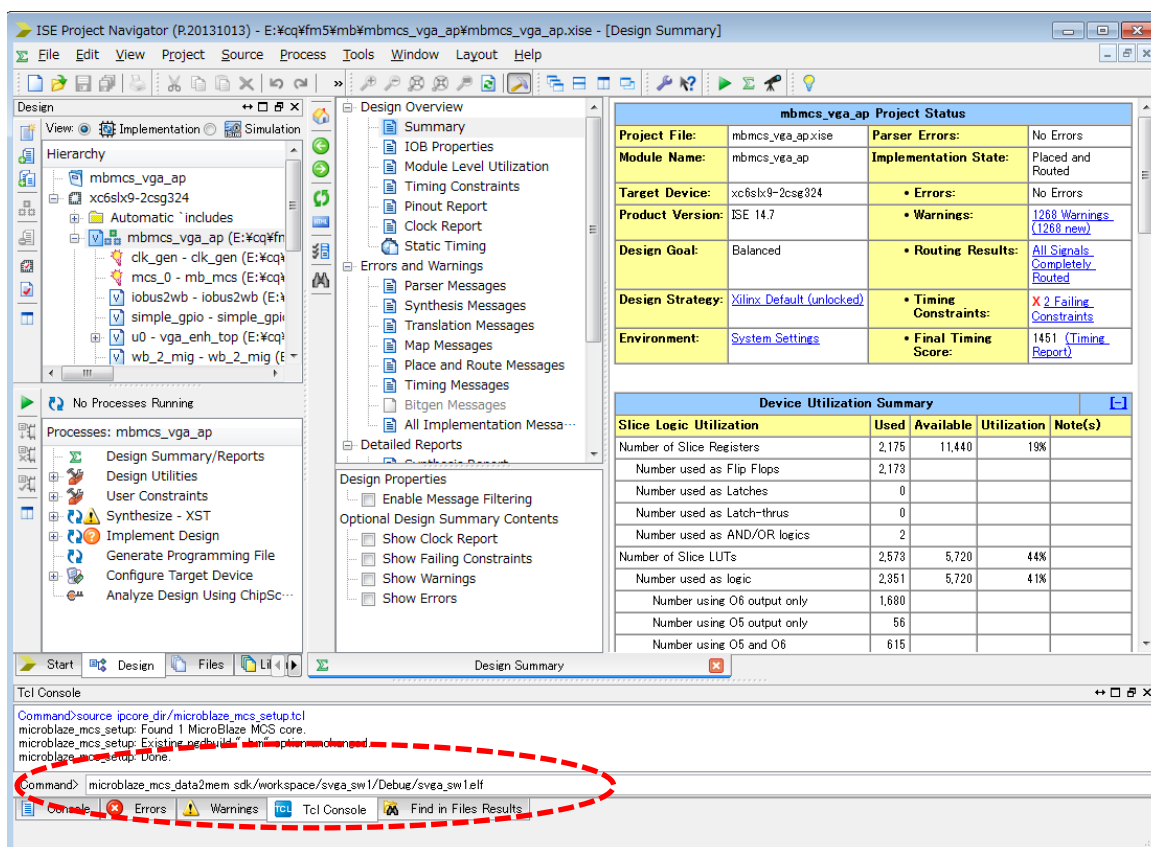 ISE Project Navigator (P.20131013) - E:¥cq¥fm5¥mb¥mbmcs_vga_ap¥mbmcs_vga_ap.xise - [Design Summary]
File Edit View Project Source Process Tools Window Layout Help
Design
View: Implementation Simulation
Hierarchy
mbmcs_vga_ap
xc6slx9-2csg324
Automatic `includes
mbmcs_vga_ap (E:¥cq¥fm
clk_gen - clk_gen (E:¥cq¥
mcs_0 - mb_mcs (E:¥cq¥
iobus2wb - iobus2wb (E:¥
simple_gpio - simple_gpi
u0 - vga_enh_top (E:¥cq¥
wb_2_mig - wb_2_mig (E
No Processes Running
Processes: mbmcs_vga_ap
Design Summary/Reports
Design Utilities
User Constraints
Synthesize - XST
Implement Design
Generate Programming File
Configure Target Device
Analyze Design Using ChipSc…
Start Design Files Li
Design Overview
Summary
IOB Properties
Module Level Utilization
Timing Constraints
Pinout Report
Clock Report
Static Timing
Errors and Warnings
Parser Messages
Synthesis Messages
Translation Messages
Map Messages
Place and Route Messages
Timing Messages
Bitgen Messages
All Implementation Messa…
Detailed Reports
Design Properties
Enable Message Filtering
Optional Design Summary Contents
Show Clock Report
Show Failing Constraints
Show Warnings
Show Errors
Design Summary
mbmcs_vga_ap Project Status
Project File: mbmcs_vga_ap.xise Parser Errors: No Errors
Module Name: mbmcs_vga_ap Implementation State: Placed and
Routed
Target Device: xc6slx9-2csg324 • Errors: No Errors
Product Version: ISE 14.7 • Warnings: 1268 Warnings
(1268 new)
Design Goal: Balanced • Routing Results: All Signals
Completely
Routed
Design Strategy: Xilinx Default (unlocked) • Timing X 2 Failing
Constraints: Constraints
Environment: System Settings • Final Timing 1451 (Timing
Score: Report)
Device Utilization Summary [-]
Slice Logic Utilization Used Available Utilization Note(s)
Number of Slice Registers 2,175 11,440 19%
Number used as Flip Flops 2,173
Number used as Latches 0
Number used as Latch-thrus 0
Number used as AND/OR logics 2
Number of Slice LUTs 2,573 5,720 44%
Number used as logic 2,351 5,720 41%
Number using O6 output only 1,680
Number using O5 output only 56
Number using O5 and O6 615
Tcl Console
Command>source ipcore_dir/microblaze_mcs_setup.tcl
microblaze_mcs_setup: Found 1 MicroBlaze MCS core.
microblaze_mcs_setup: Existing ngdbuild "-bm" option unchanged.
microblaze_mcs_setup: Done.
Command> microblaze_mcs_data2mem sdk/workspace/svga_sw1/Debug/svga_sw1.elf
Console Errors Warnings TCL Tcl Console Find in Files Results